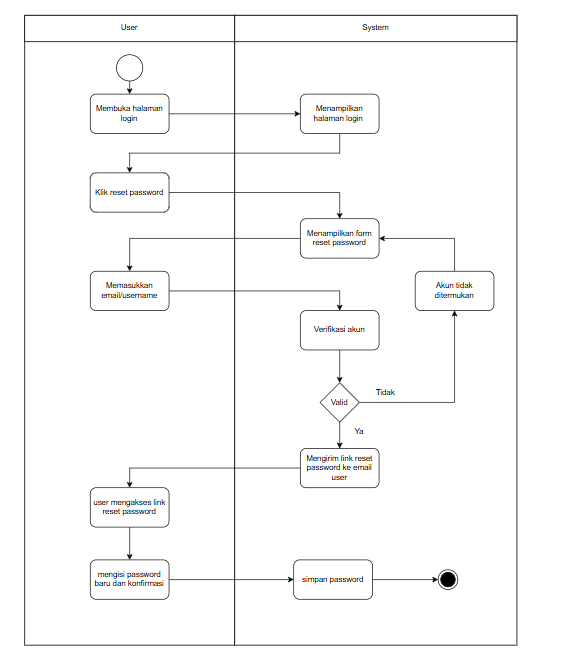 User
System
Membuka halaman
login
Menampilkan
halaman login
Klik reset password
Menampilkan form
reset password
Memasukkan
email/username
Akun tidak
ditermukan
Verifikasi akun
Valid
Tidak
Ya
Mengirim link reset
password ke email
user
user mengakses link
reset password
mengisi password
baru dan konfirmasi
simpan password